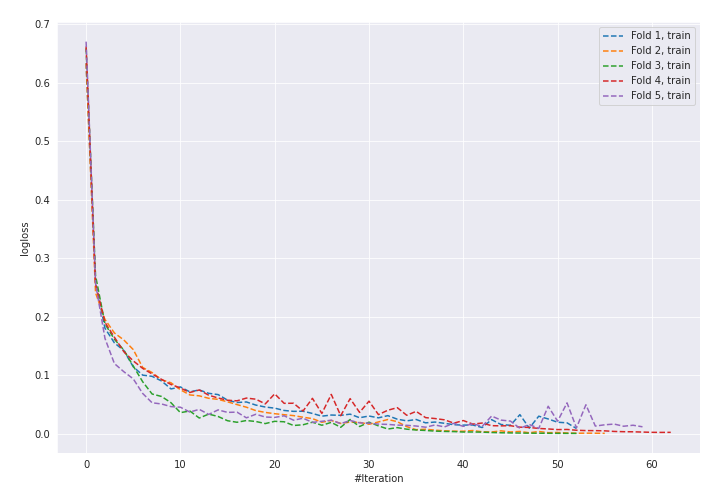 0.7
0.6
0.5
0.4
0.3
0.2
0.1
0.0
logloss
0 10 20 30 40 50 60
#Iteration
Fold 1, train
Fold 2, train
Fold 3, train
Fold 4, train
Fold 5, train